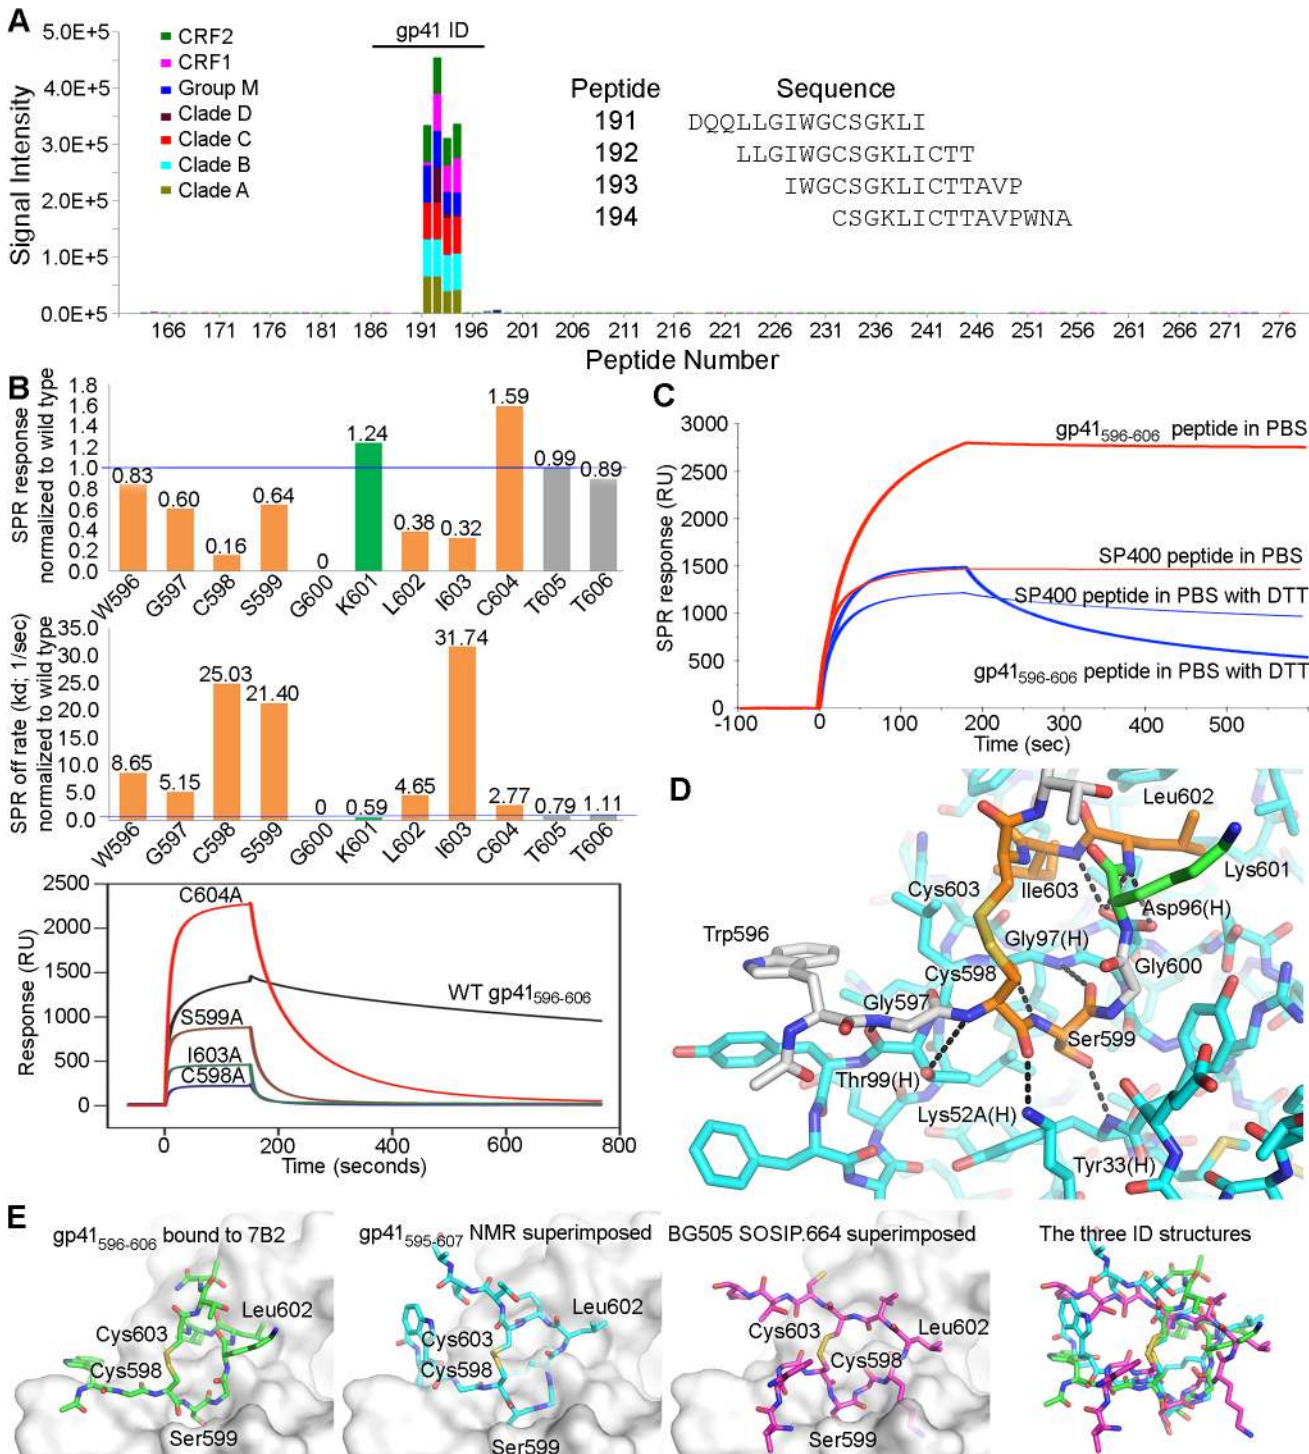 A
gp41 ID
5.0E+5
4.0E+5
3.0E+5
2.0E+5
1.0E+5
0.0E+5
Signal Intensity
CRF2
CRF1
Group M
Clade D
Clade C
Clade B
Clade A
Peptide Sequence
191 DQQLLGIWGCSGKLI
192 LLGIWGCSGKLICTT
193 IWGCSGKLICTTAVP
194 CSGKLICTTAVPWNA
166 171 176 181 186 191 196 201 206 211 216 221 226 231 236 241 246 251 256 261 266 271 276
Peptide Number
B
SPR response
normalized to wild type
1.8
1.6
1.4
1.2
1.0
0.8
0.6
0.4
0.2
0.0
0.83 0.60 0.16 0.64 0 1.24 0.38 0.32 1.59 0.99 0.89
W596 G597 C598 S599 G600 K601 L602 I603 C604 T605 T606
SPR off rate (kd; 1/sec)
normalized to wild type
35.0
30.0
25.0
20.0
15.0
10.0
5.0
0.0
8.65 5.15 25.03 21.40 0 0.59 4.65 31.74 2.77 0.79 1.11
W596 G597 C598 S599 G600 K601 L602 I603 C604 T605 T606
Response (RU)
2500
2000
1500
1000
500
0
C604A
WT gp41596-606
S599A
I603A
C598A
0 200 400 600 800
Time (seconds)
C
SPR response (RU)
3000
2500
2000
1500
1000
500
0
gp41596-606 peptide in PBS
SP400 peptide in PBS
SP400 peptide in PBS with DTT
gp41596-606 peptide in PBS with DTT
-100 0 100 200 300 400 500
Time (sec)
D
Leu602
Lys601
Cys603
Ile603
Asp96(H)
Trp596
Gly97(H)
Cys598
Gly600
Gly597
Ser599
Thr99(H)
Lys52A(H)
Tyr33(H)
E
gp41596-606 bound to 7B2
Leu602
Cys603
Cys598
Ser599
gp41595-607 NMR superimposed
Leu602
Cys603
Cys598
Ser599
BG505 SOSIP.664 superimposed
Cys603
Leu602
Cys598
Ser599
The three ID structures